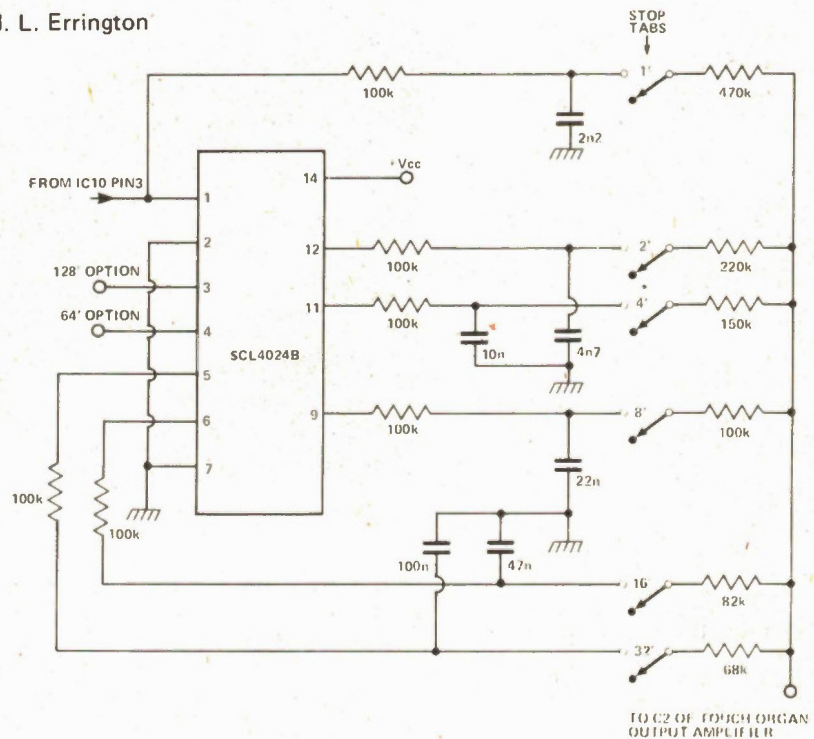 . L. Errington
STOP
TABS
1'
100k
470k
2n2
+Vcc
14
FROM IC10 PIN3
1
2
12
100k
2'
220k
128' OPTION
3
11
100k
4'
150k
64' OPTION
4
10n
4n7
SCL4024B
5
6
9
100k
8'
100k
7
22n
100k
100k
100n
47n
16'
82k
32'
68k
TO C2 OF TOUCH ORGAN
OUTPUT AMPLIFIER